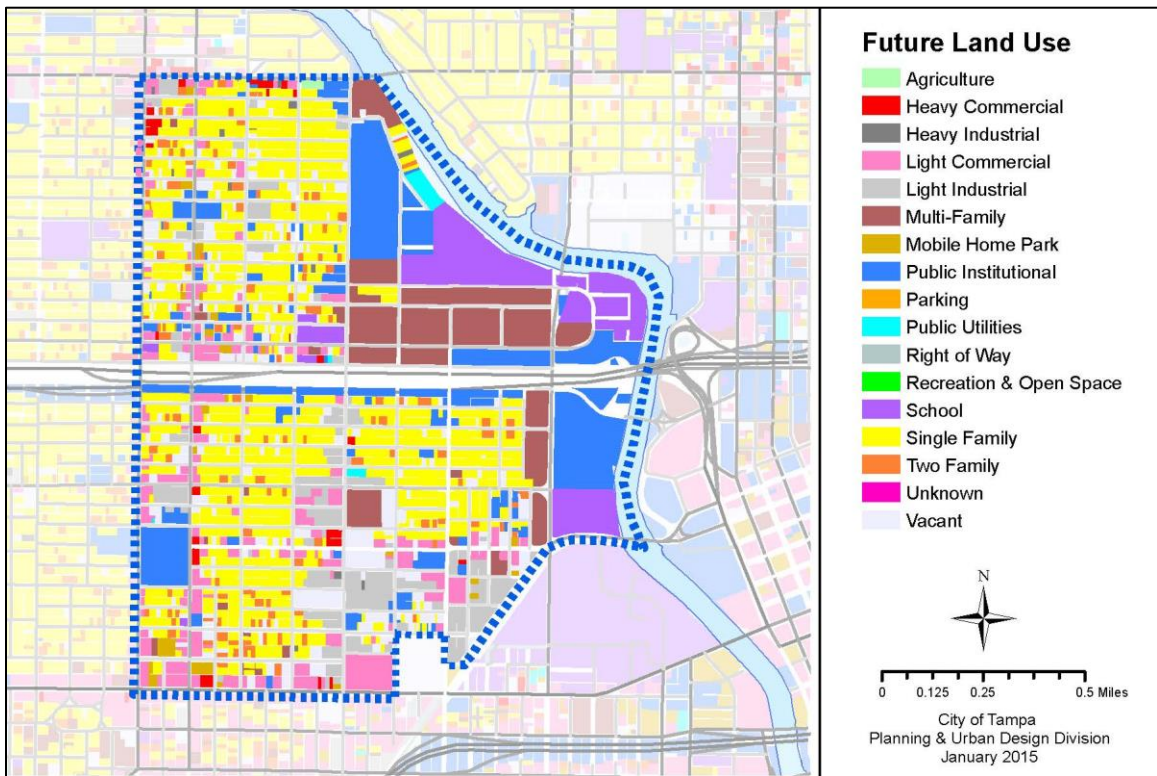 Future Land Use
Agriculture
Heavy Commercial
Heavy Industrial
Light Commercial
Light Industrial
Multi-Family
Mobile Home Park
Public Institutional
Parking
Public Utilities
Right of Way
Recreation & Open Space
School
Single Family
Two Family
Unknown
Vacant
N
0 0.125 0.25 0.5 Miles
City of Tampa
Planning & Urban Design Division
January 2015